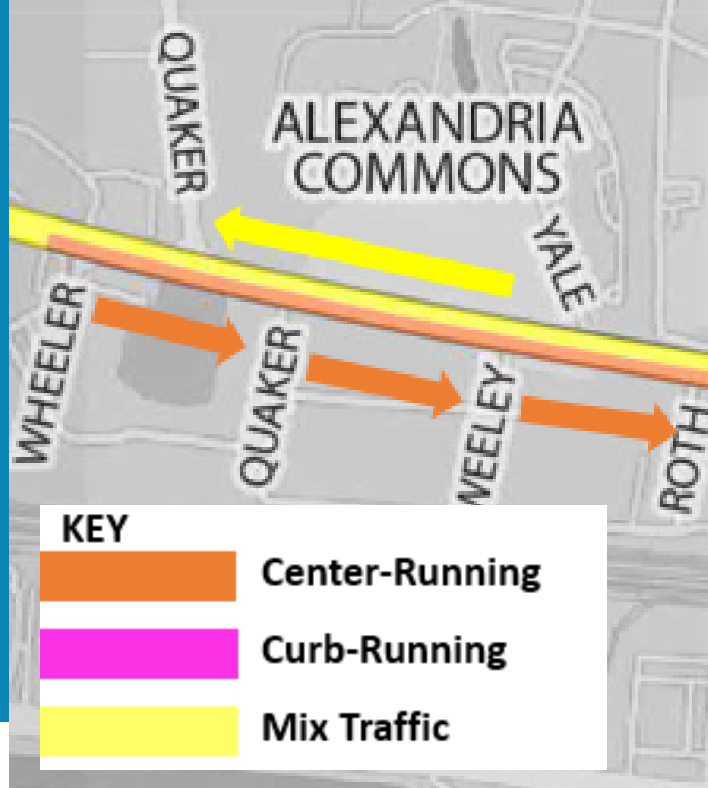 QUAKER
ALEXANDRIA
COMMONS
YALE
WHEELER
QUAKER
WEELEY
ROTH
KEY
Center-Running
Curb-Running
Mix Traffic